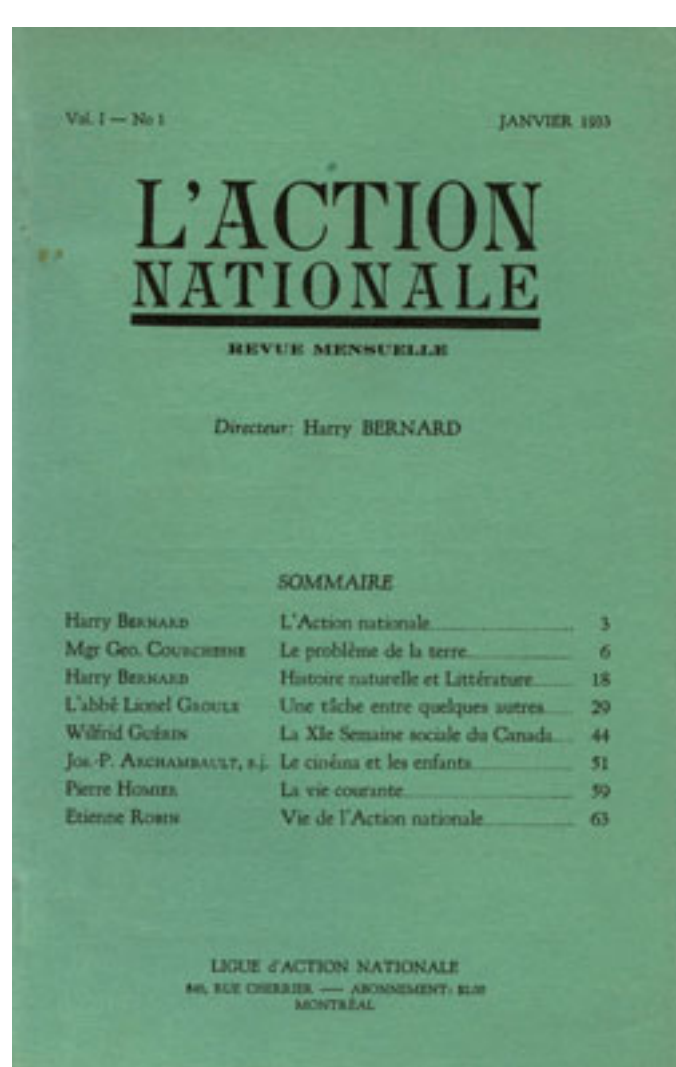 Vol. I — No 1 JANVIER 1933
L'ACTION
NATIONALE
REVUE MENSUELLE
Directeur: Harry BERNARD
SOMMAIRE
Harry BERNARD L'Action nationale 3
Mgr Geo. COURCHESNE Le problème de la terre 6
Harry BERNARD Histoire naturelle et Littérature 18
L'abbé Lionel GROULX Une tâche entre quelques autres 29
Wilfrid GUÉRIN La XIe Semaine sociale du Canada 44
Jos.-P. ARCHAMBAULT, s.j. Le cinéma et les enfants 51
Pierre HOMIER La vie courante 59
Etienne ROBIN Vie de l'Action nationale 63
LIGUE d'ACTION NATIONALE
RUE CHERRIER — ABONNEMENT:
MONTRÉAL